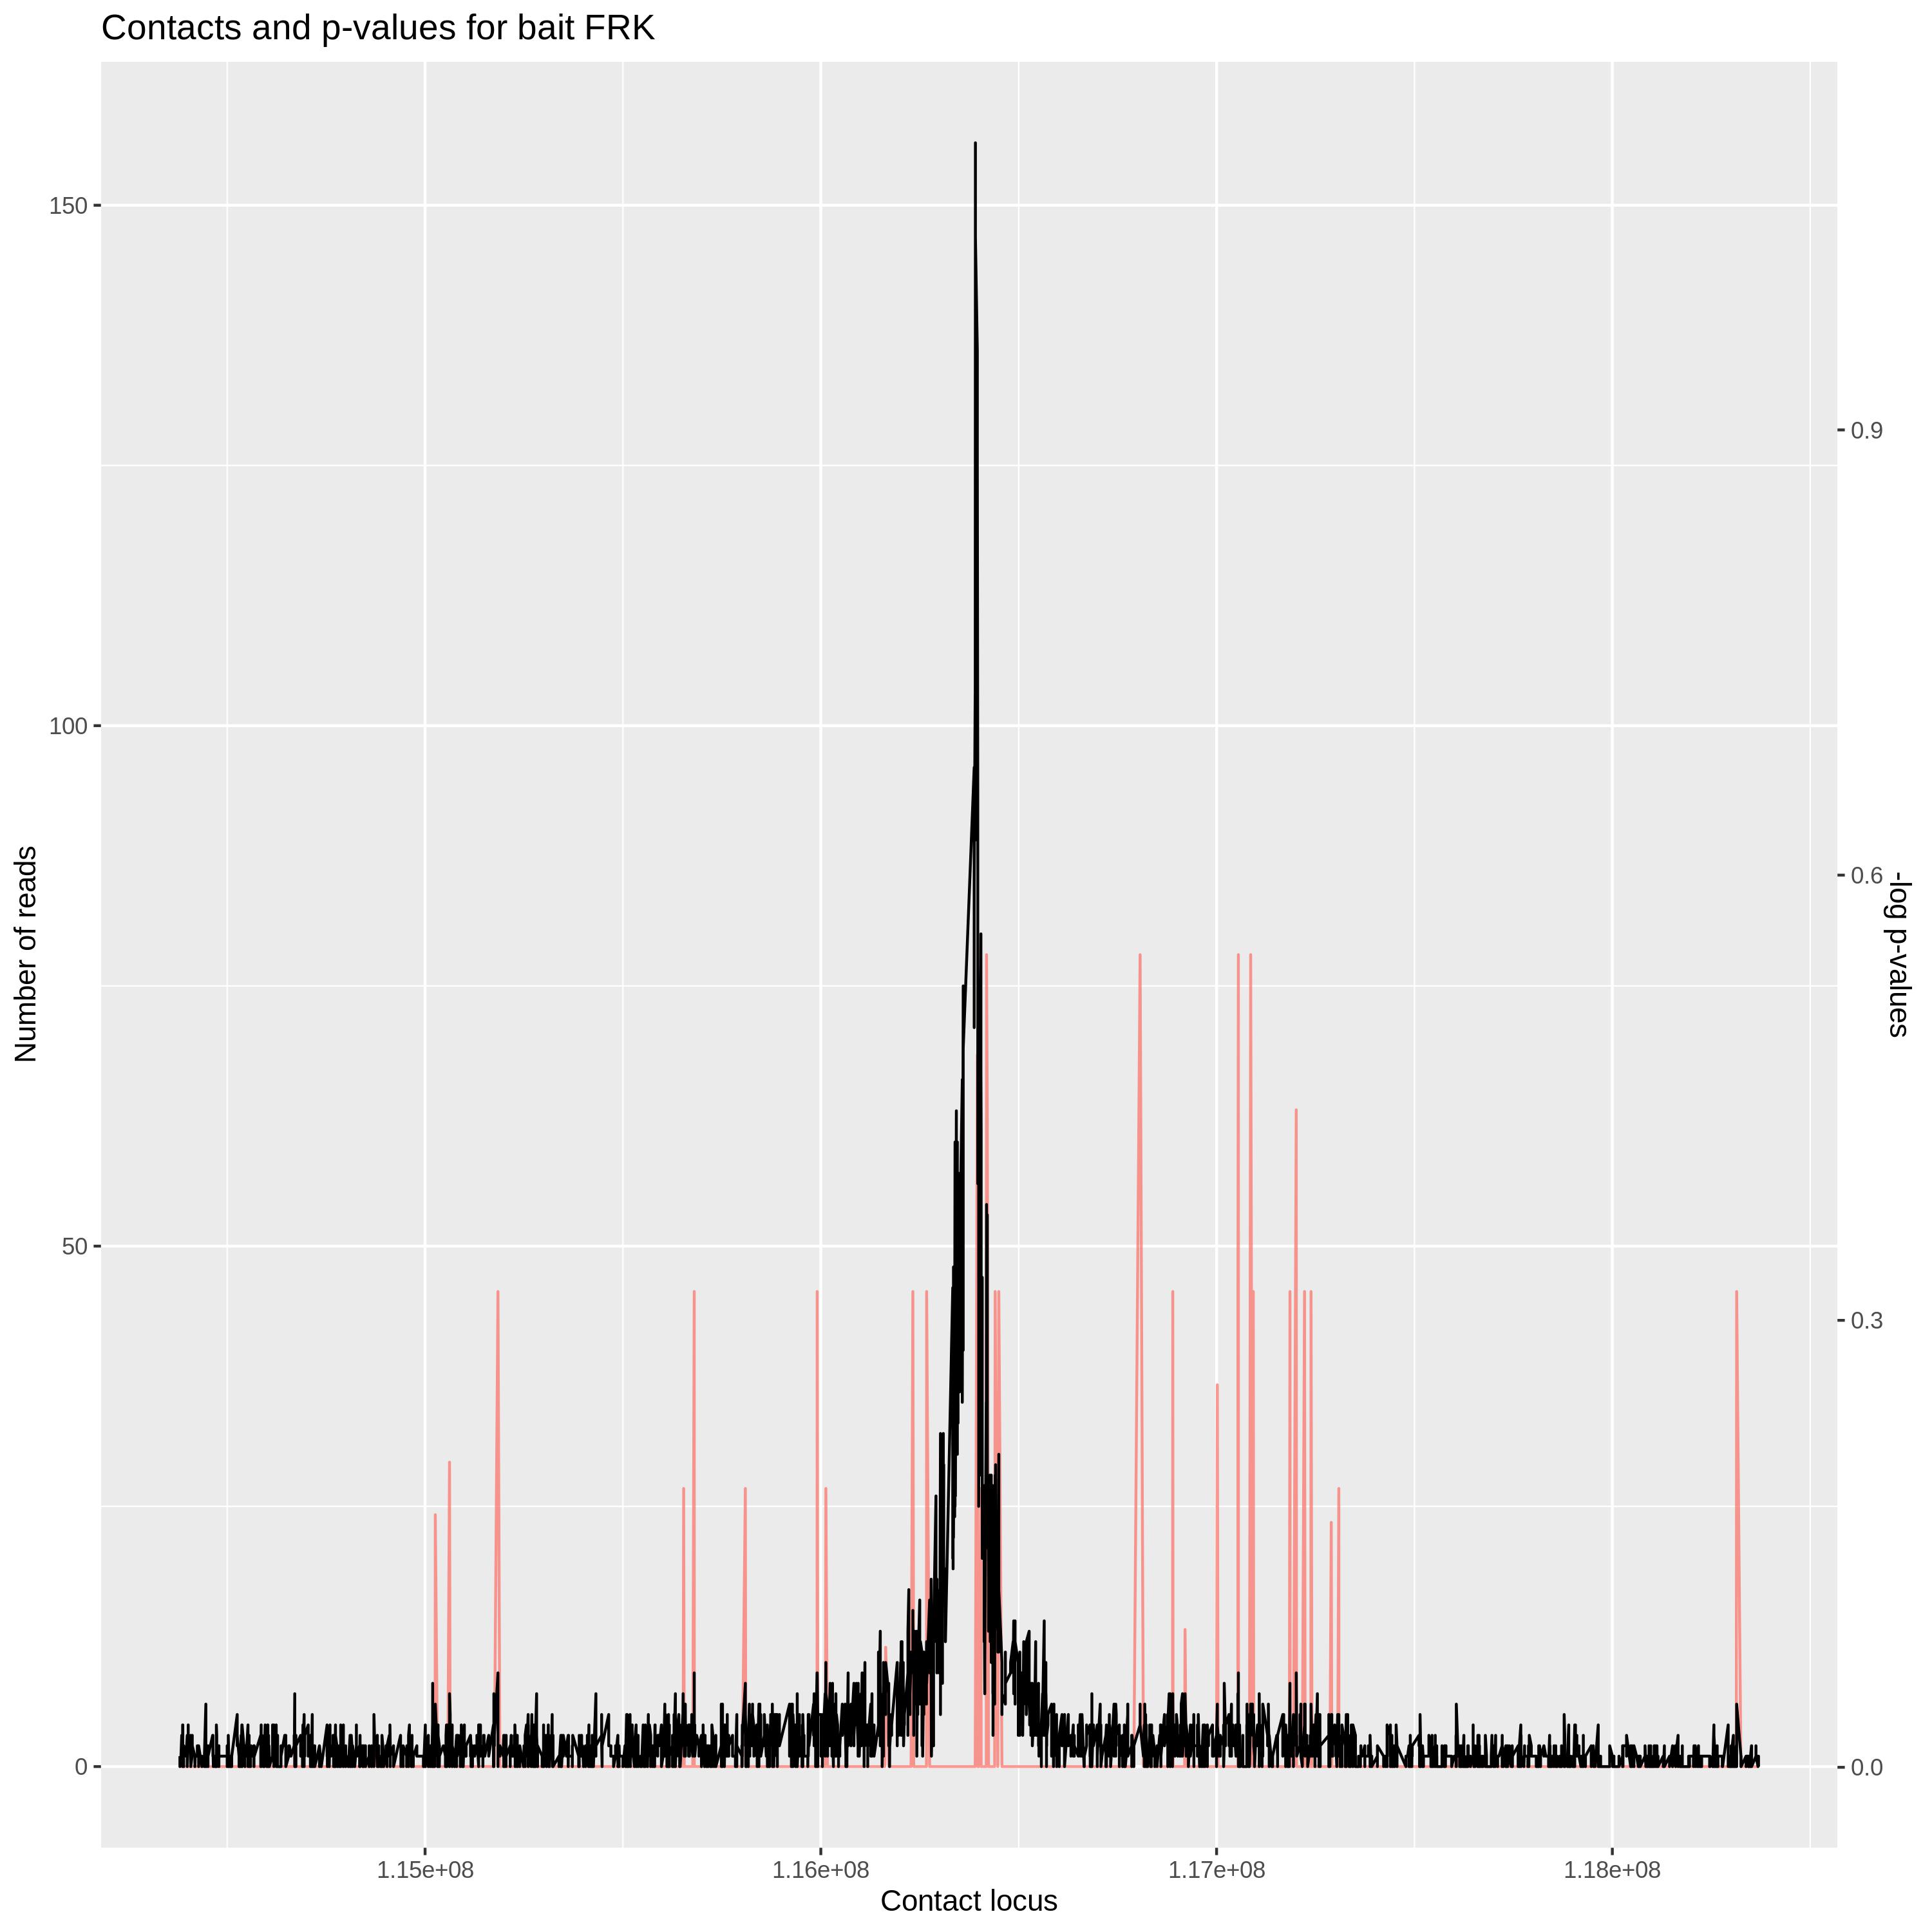 Contacts and p-values for bait FRK
150
100
50
0
Number of reads
0.9
0.6
0.3
0.0
-log p-values
1.15e+08
1.16e+08
1.17e+08
1.18e+08
Contact locus